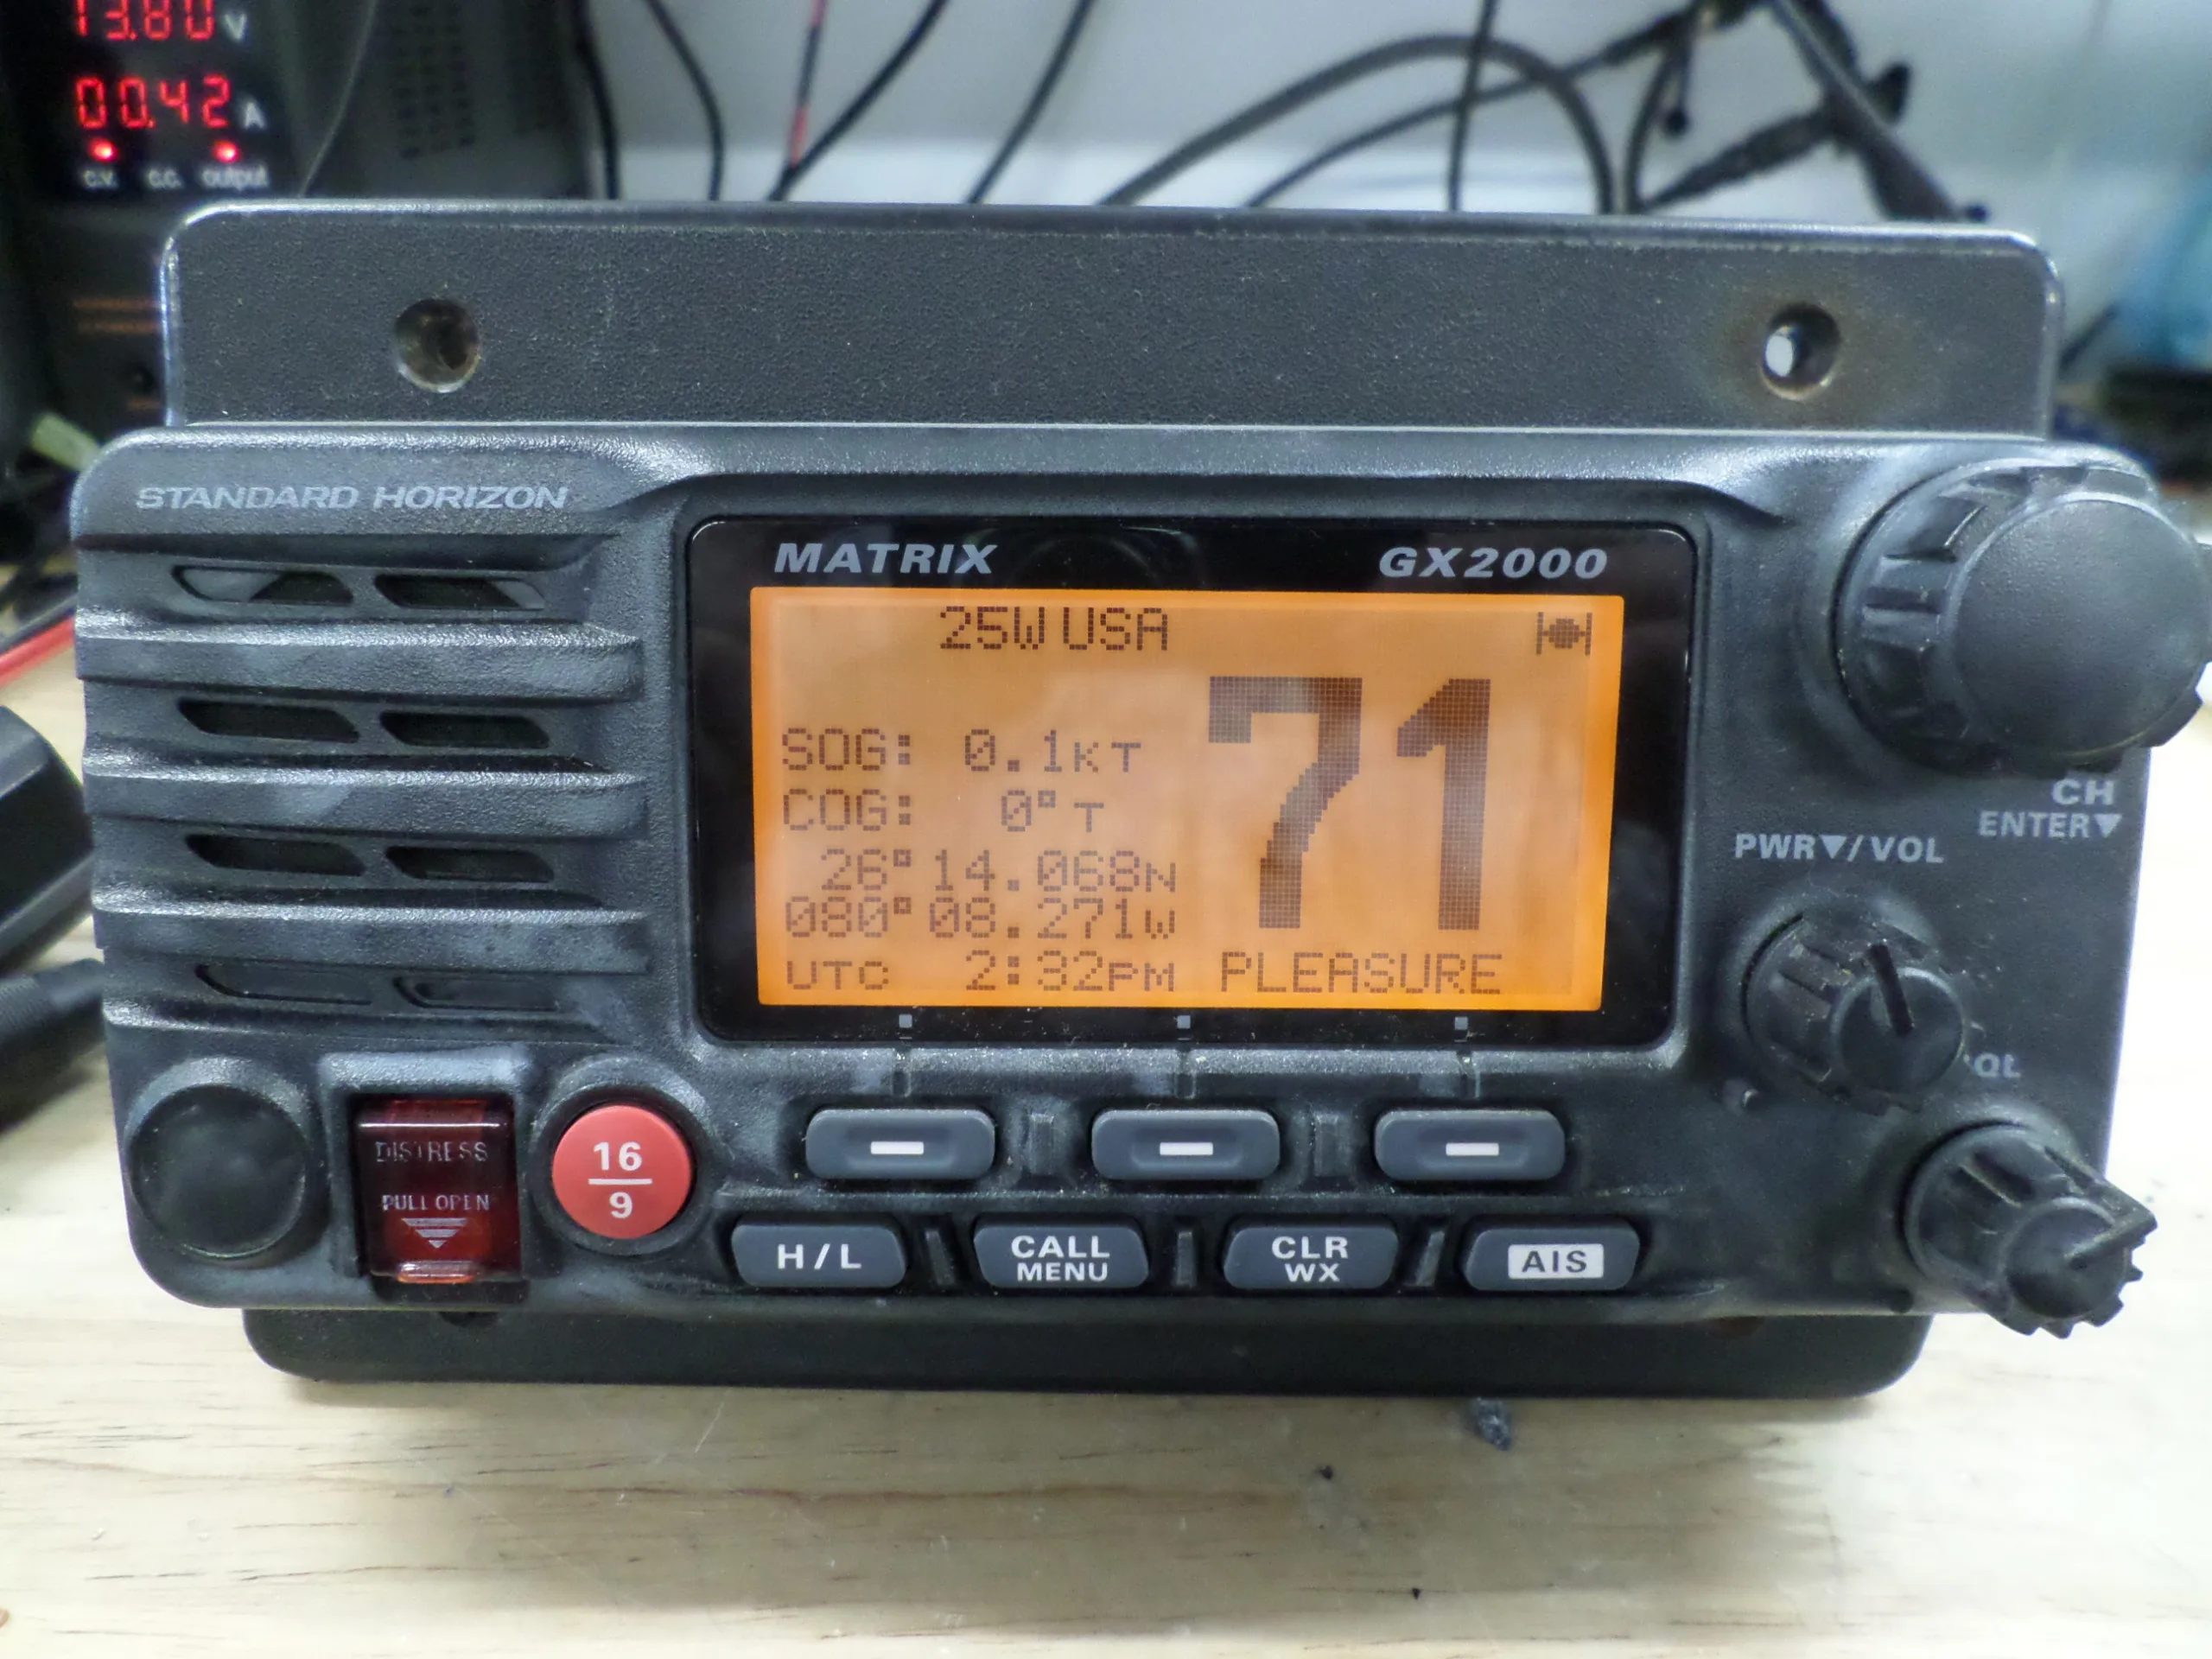 13.80 V
00.42 A
c.v. c.c. output
STANDARD HORIZON
MATRIX GX2000
25W USA
71
SOG: 0.1KT
COG: 0°T
26°14.068N
080°08.271W
UTC 2:32PM PLEASURE
CH
ENTER▼
PWR▼/VOL
DISTRESS
PULL OPEN
16
9
H/L
CALL
MENU
CLR
WX
AIS